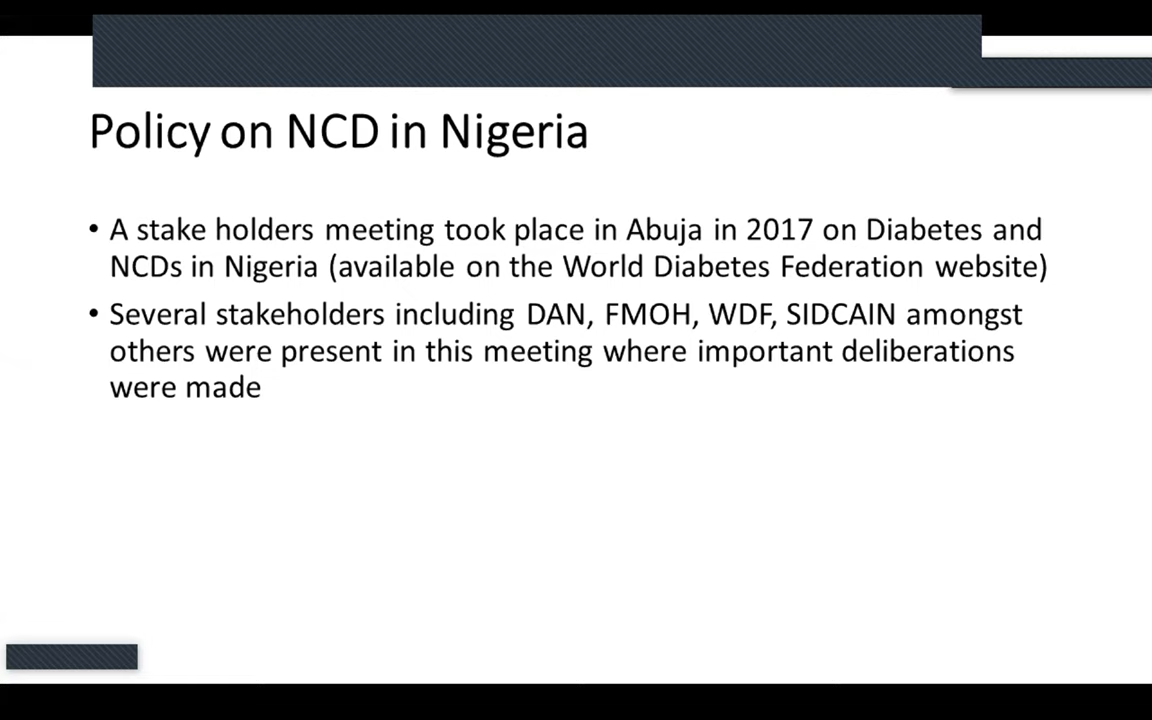 Policy on NCD in Nigeria
• A stake holders meeting took place in Abuja in 2017 on Diabetes and
NCDs in Nigeria (available on the World Diabetes Federation website)
• Several stakeholders including DAN, FMOH, WDF, SIDCAIN amongst
others were present in this meeting where important deliberations
were made